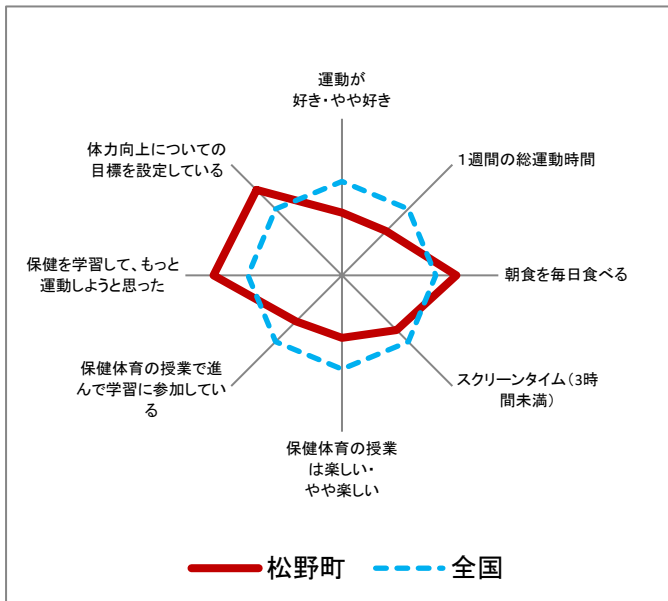 運動が
好き・やや好き
体力向上についての
目標を設定している
１週間の総運動時間
保健を学習して、もっと
運動しようと思った
朝食を毎日食べる
保健体育の授業で進
んで学習に参加してい
る
スクリーンタイム（3時
間未満）
保健体育の授業
は楽しい・
やや楽しい
松野町
全国